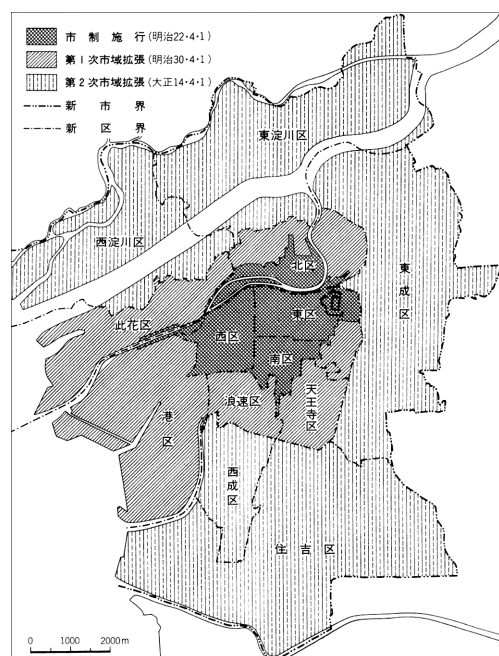 市制施行(明治22・4・1)
第1次市域拡張(明治30・4・1)
第2次市域拡張(大正14・4・1)
新市界
新区界
東淀川区
西淀川区
北区
東成区
此花区
東区
西区
南区
天王寺区
浪速区
港区
西成区
住吉区
0 1000 2000m